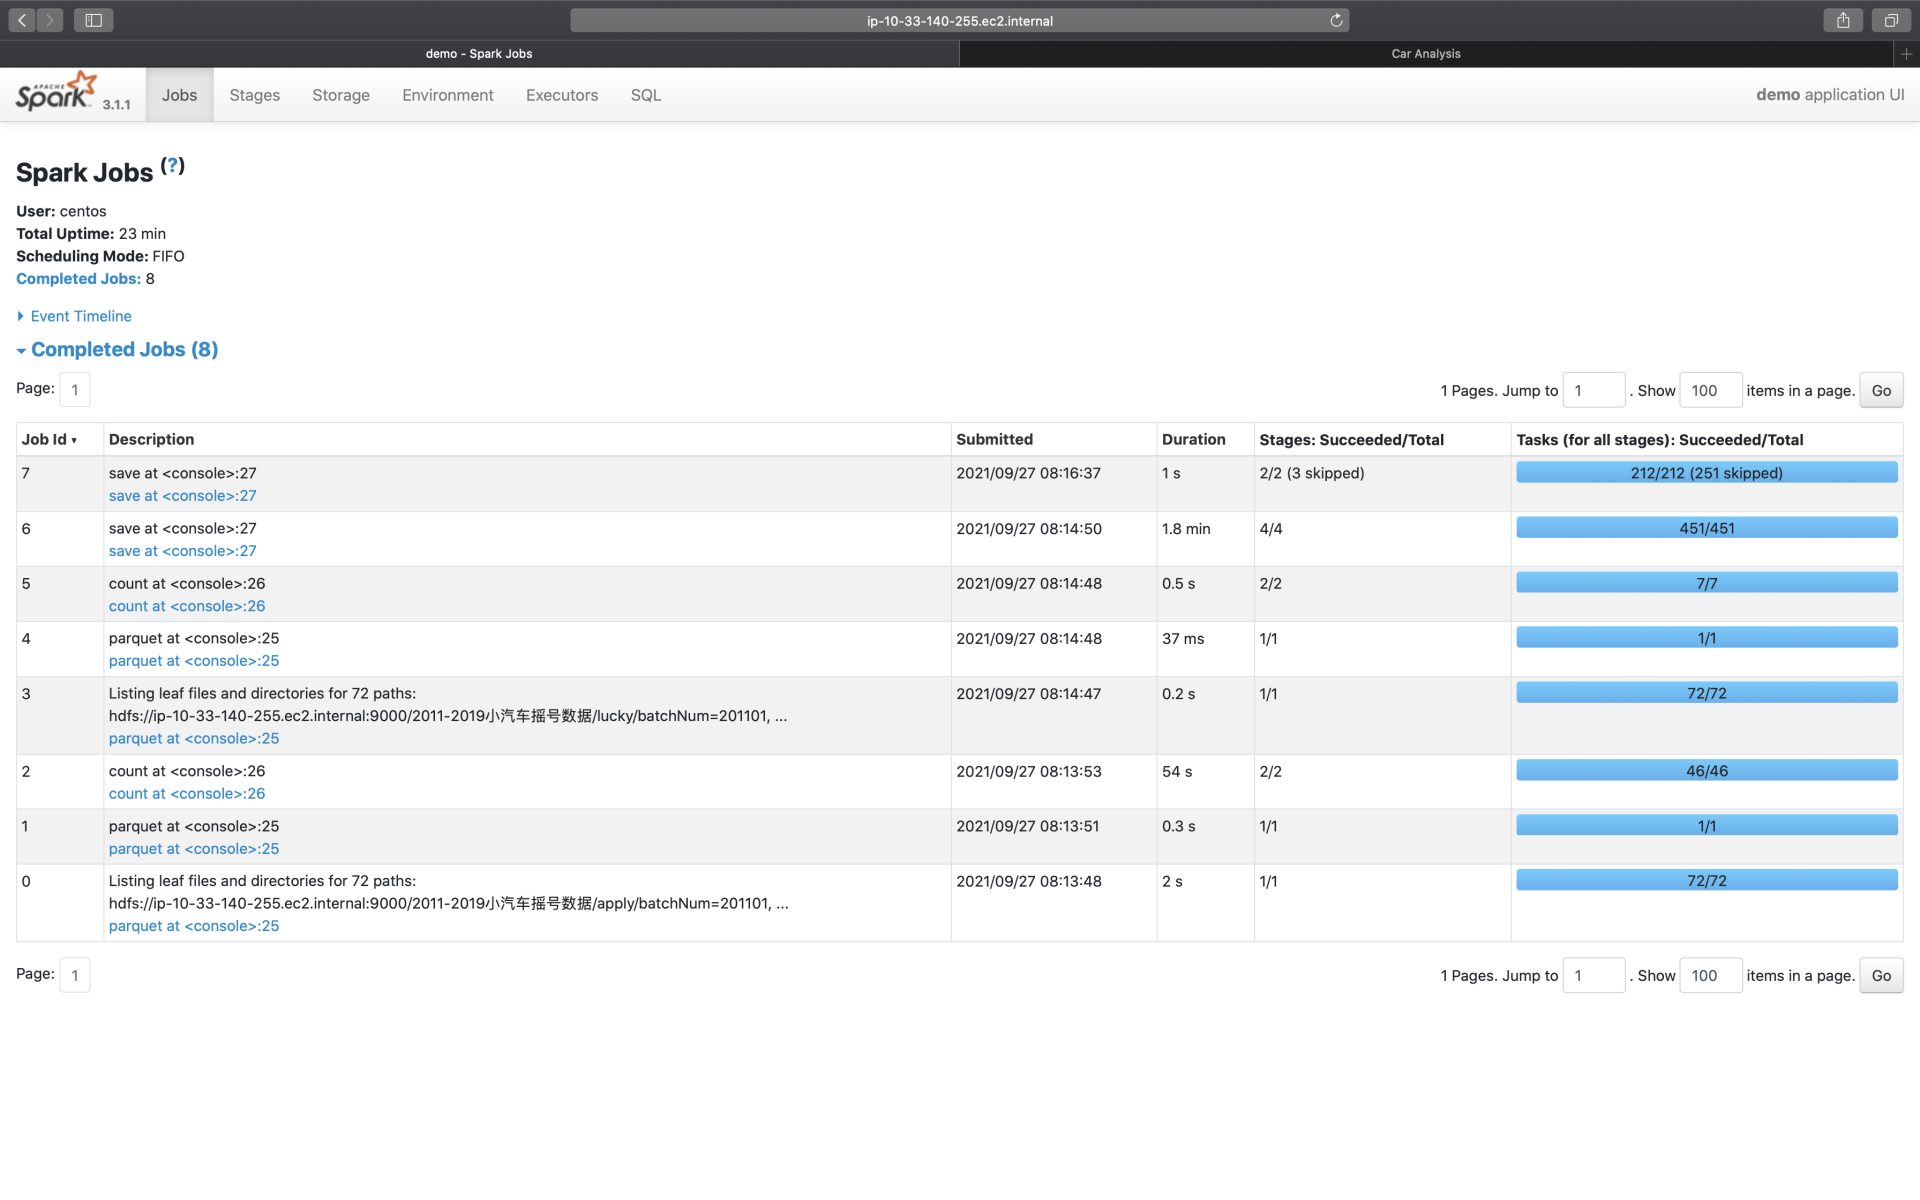 ip-10-33-140-255.ec2.internal
demo - Spark Jobs
Car Analysis
APACHE Spark 3.1.1
Jobs
Stages
Storage
Environment
Executors
SQL
demo application UI
Spark Jobs (?)
User: centos
Total Uptime: 23 min
Scheduling Mode: FIFO
Completed Jobs: 8
Event Timeline
Completed Jobs (8)
Page: 1
1 Pages. Jump to 1 . Show 100 items in a page. Go
Job Id ▾ Description Submitted Duration Stages: Succeeded/Total Tasks (for all stages): Succeeded/Total
7 save at <console>:27 2021/09/27 08:16:37 1 s 2/2 (3 skipped) 212/212 (251 skipped)
save at <console>:27
6 save at <console>:27 2021/09/27 08:14:50 1.8 min 4/4 451/451
save at <console>:27
5 count at <console>:26 2021/09/27 08:14:48 0.5 s 2/2 7/7
count at <console>:26
4 parquet at <console>:25 2021/09/27 08:14:48 37 ms 1/1 1/1
parquet at <console>:25
3 Listing leaf files and directories for 72 paths: 2021/09/27 08:14:47 0.2 s 1/1 72/72
hdfs://ip-10-33-140-255.ec2.internal:9000/2011-2019小汽车摇号数据/lucky/batchNum=201101, ...
parquet at <console>:25
2 count at <console>:26 2021/09/27 08:13:53 54 s 2/2 46/46
count at <console>:26
1 parquet at <console>:25 2021/09/27 08:13:51 0.3 s 1/1 1/1
parquet at <console>:25
0 Listing leaf files and directories for 72 paths: 2021/09/27 08:13:48 2 s 1/1 72/72
hdfs://ip-10-33-140-255.ec2.internal:9000/2011-2019小汽车摇号数据/apply/batchNum=201101, ...
parquet at <console>:25
Page: 1
1 Pages. Jump to 1 . Show 100 items in a page. Go